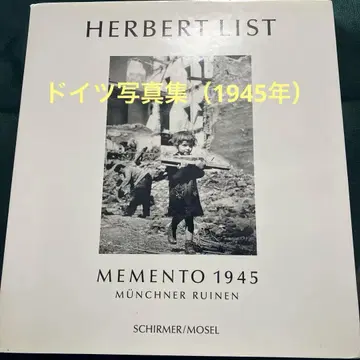 HERBERT LIST
ドイツ写真集（1945年）
MEMENTO 1945
MÜNCHNER RUINEN
SCHIRMER/MOSEL